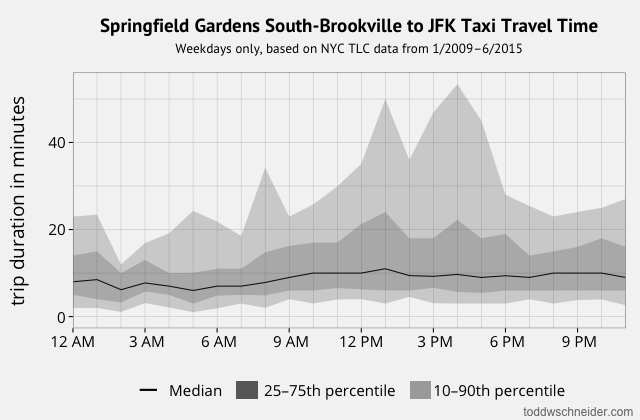 Springfield Gardens South–Brookville to JFK Taxi Travel Time
Weekdays only, based on NYC TLC data from 1/2009–6/2015
trip duration in minutes
40
20
0
12 AM 3 AM 6 AM 9 AM 12 PM 3 PM 6 PM 9 PM
Median 25–75th percentile 10–90th percentile
toddwschneider.com